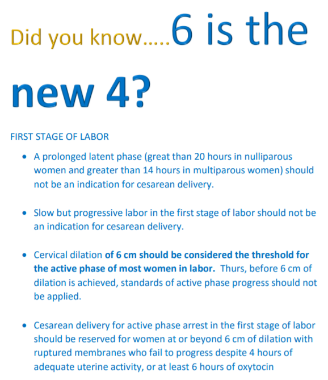 Did you know.....6 is the
new 4?
FIRST STAGE OF LABOR
• A prolonged latent phase (great than 20 hours in nulliparous
women and greater than 14 hours in multiparous women) should
not be an indication for cesarean delivery.
• Slow but progressive labor in the first stage of labor should not be
an indication for cesarean delivery.
• Cervical dilation of 6 cm should be considered the threshold for
the active phase of most women in labor. Thurs, before 6 cm of
dilation is achieved, standards of active phase progress should not
be applied.
• Cesarean delivery for active phase arrest in the first stage of labor
should be reserved for women at or beyond 6 cm of dilation with
ruptured membranes who fail to progress despite 4 hours of
adequate uterine activity, or at least 6 hours of oxytocin